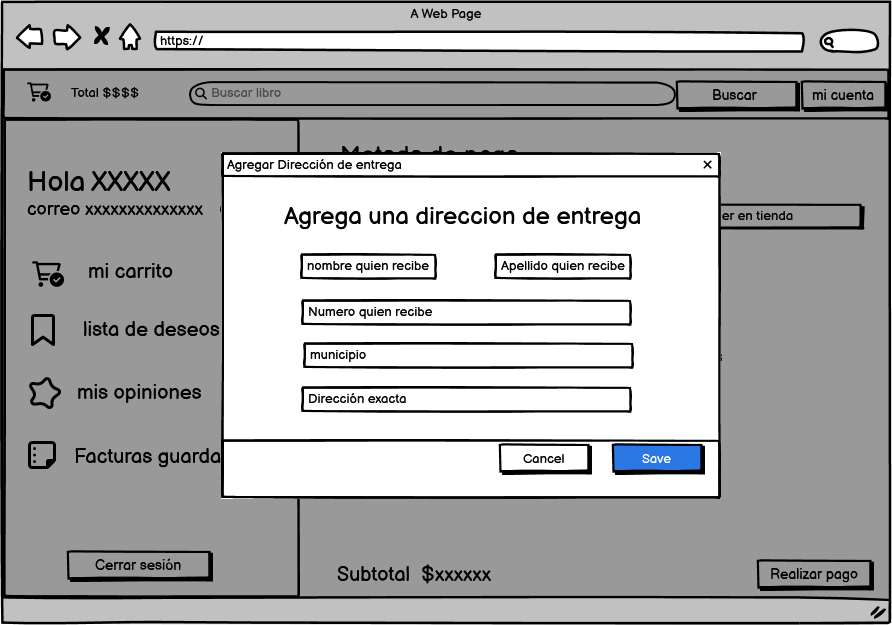 A Web Page
https://
Total $$$$
Buscar libro
Buscar
mi cuenta
Hola XXXXX
correo xxxxxxxxxxxxxx
mi carrito
lista de deseos
mis opiniones
Facturas guarda
Cerrar sesión
Metodo de pago
er en tienda
Agregar Dirección de entrega
Agrega una direccion de entrega
nombre quien recibe
Apellido quien recibe
Numero quien recibe
municipio
Dirección exacta
Cancel
Save
Subtotal $xxxxxx
Realizar pago